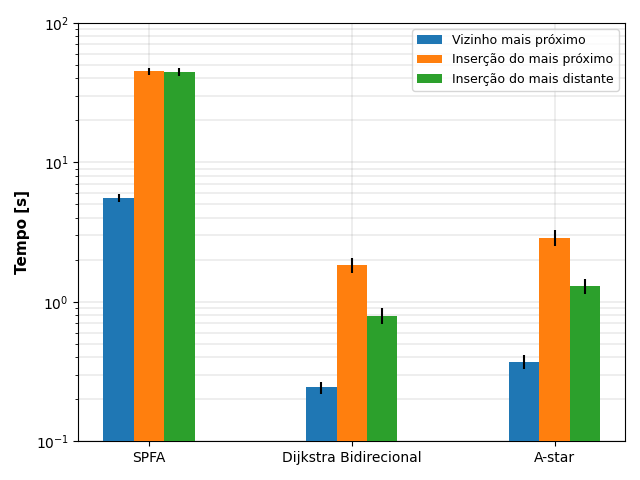 Vizinho mais próximo
Inserção do mais próximo
Inserção do mais distante
Tempo [s]
10²
10¹
10⁰
10⁻¹
SPFA
Dijkstra Bidirecional
A-star